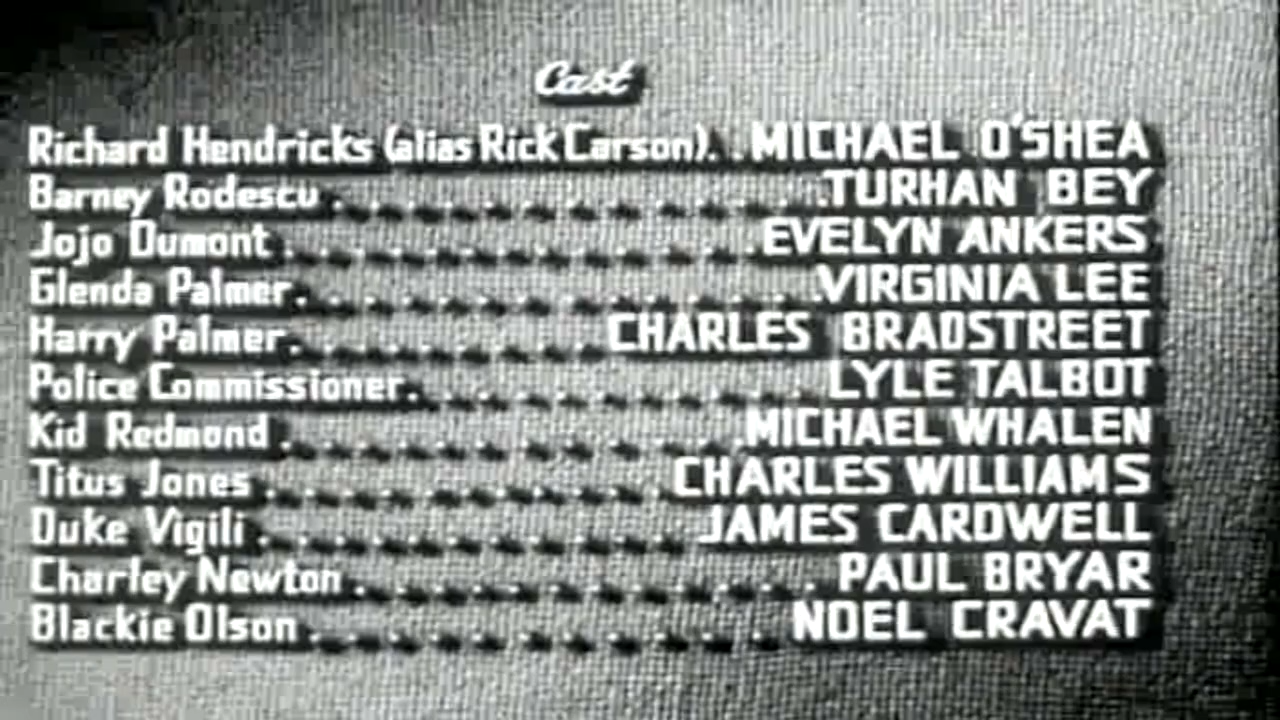 Cast
Richard Hendricks (alias Rick Carson). . MICHAEL O'SHEA
Barney Rodescu . . . . . . . . . . . TURHAN BEY
Jojo Dumont . . . . . . . . . . . EVELYN ANKERS
Glenda Palmer . . . . . . . . . . . . VIRGINIA LEE
Harry Palmer . . . . . . . . CHARLES BRADSTREET
Police Commissioner . . . . . . . . . . LYLE TALBOT
Kid Redmond . . . . . . . . . . . MICHAEL WHALEN
Titus Jones . . . . . . . . . . CHARLES WILLIAMS
Duke Vigili . . . . . . . . . . . JAMES CARDWELL
Charley Newton . . . . . . . . . . . PAUL BRYAR
Blackie Olson . . . . . . . . . . . NOEL CRAVAT